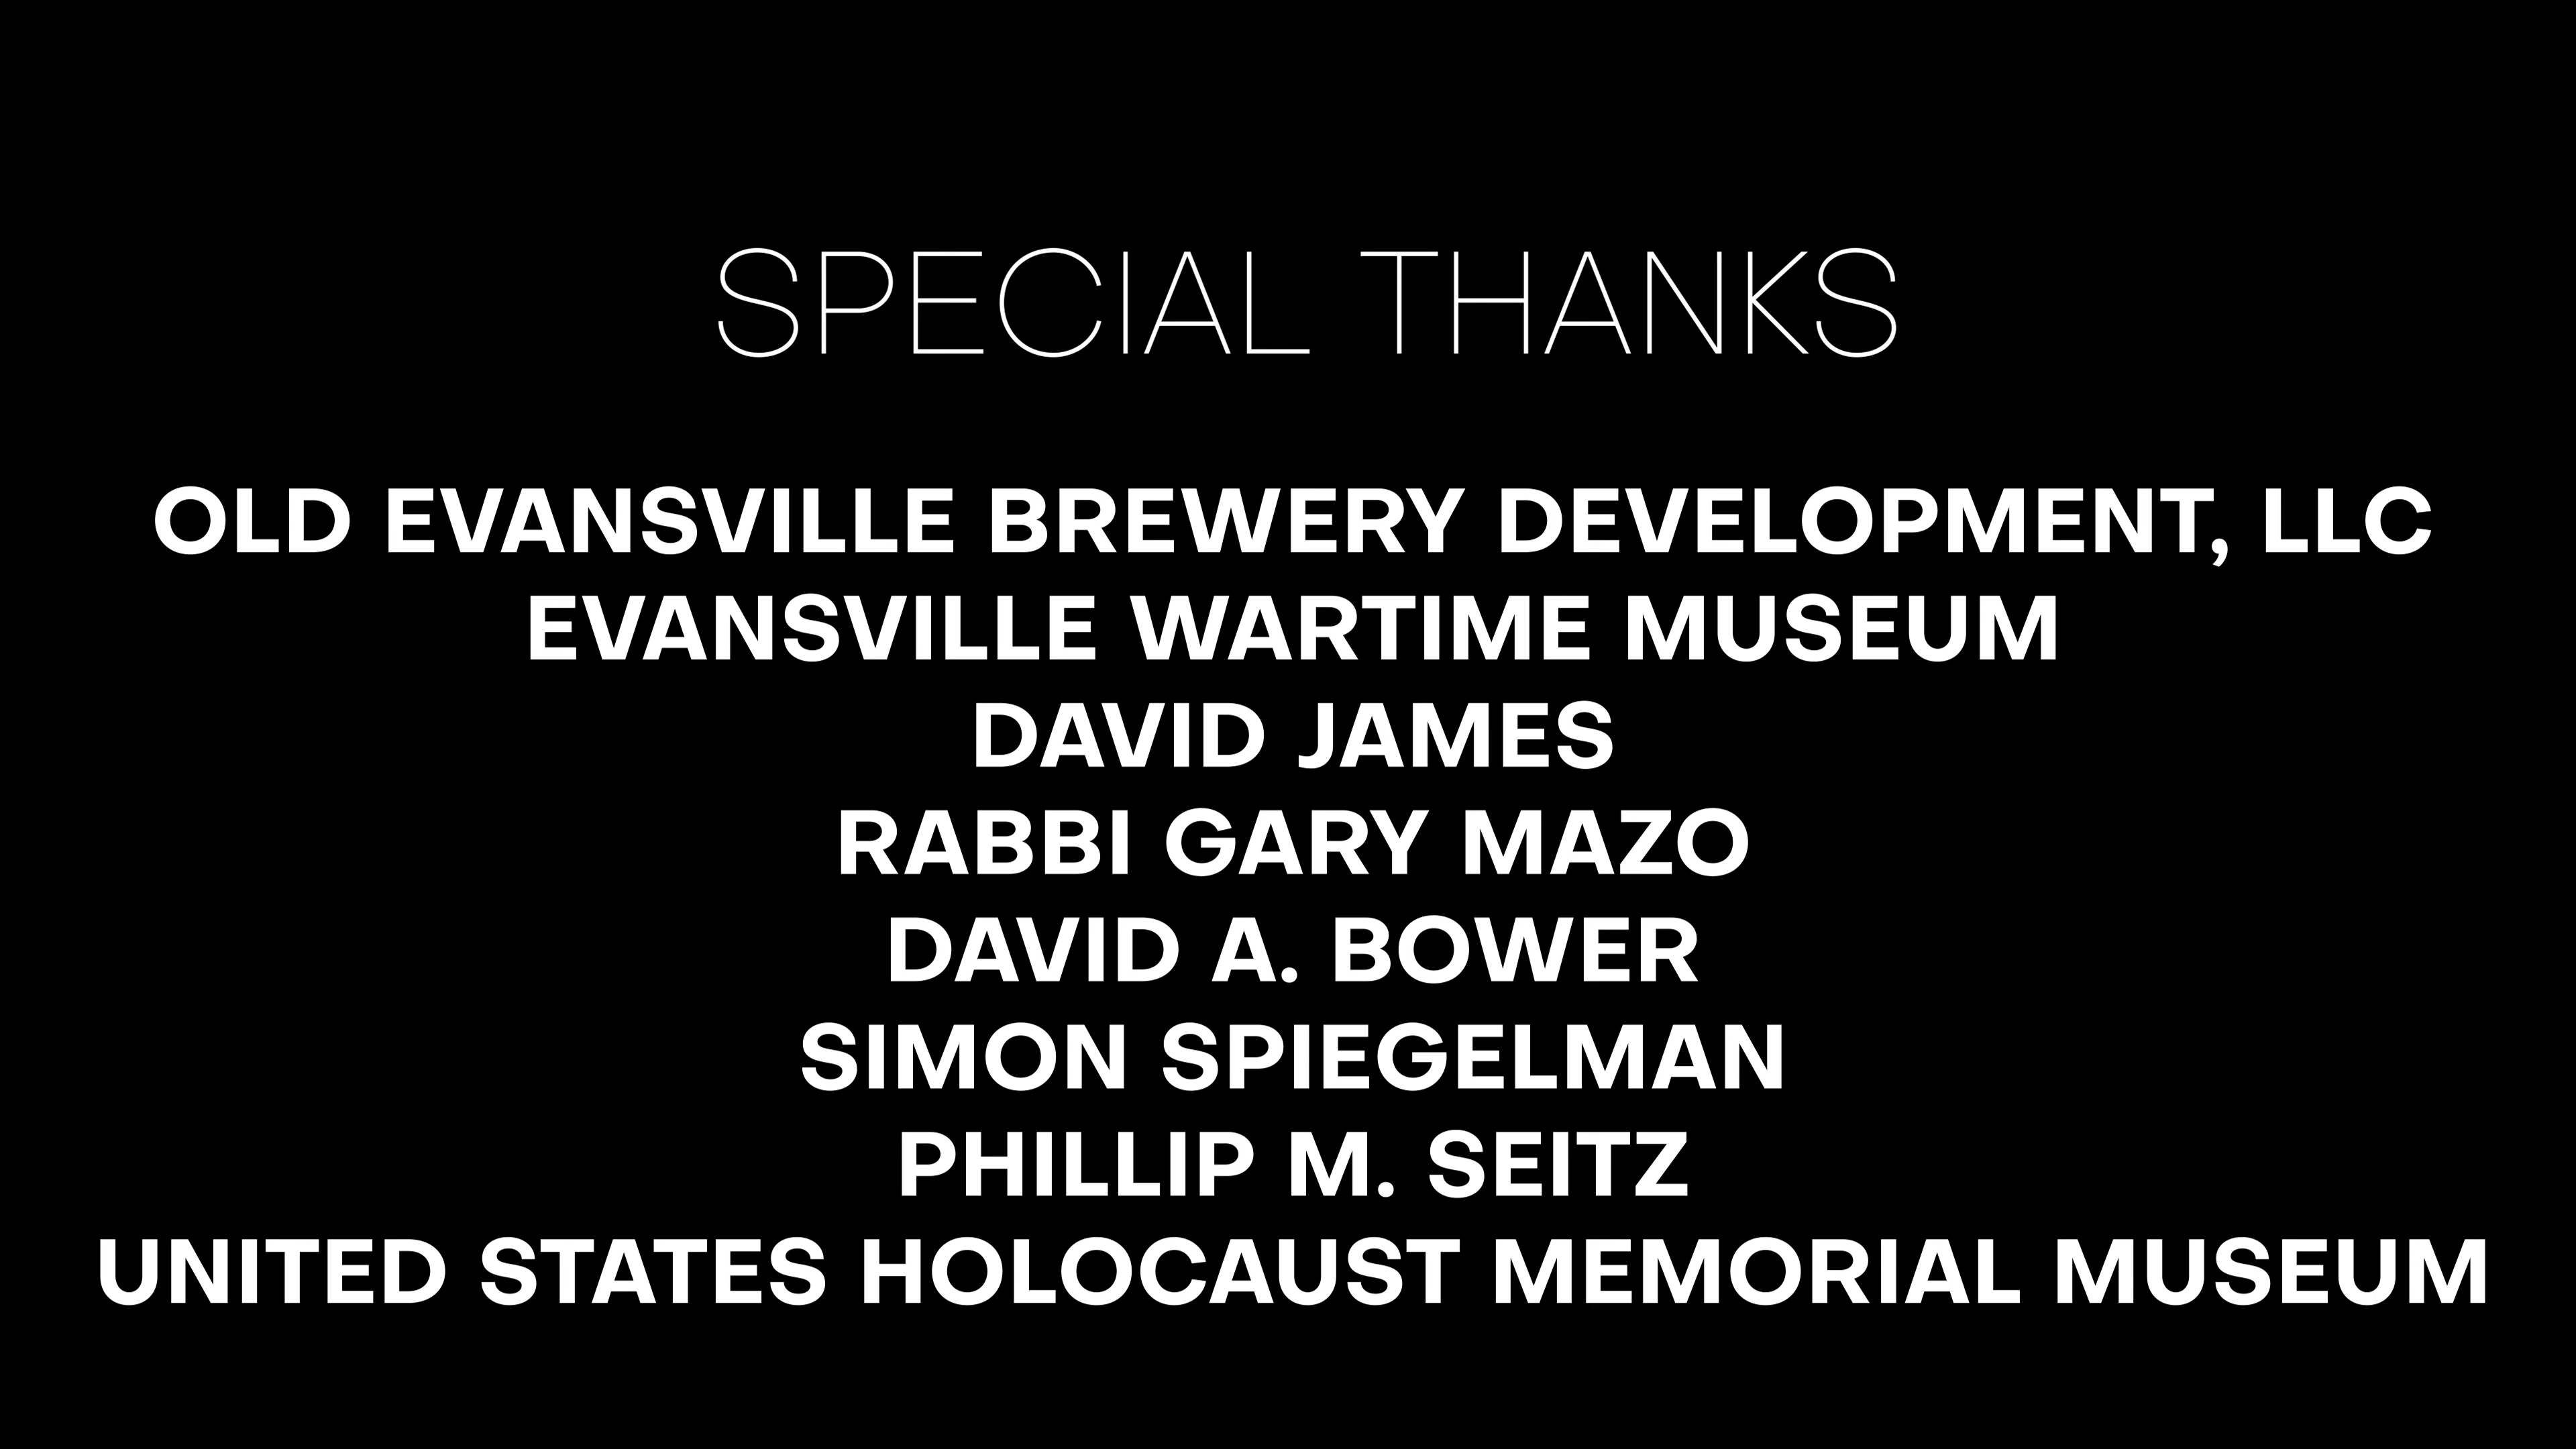 SPECIAL THANKS
OLD EVANSVILLE BREWERY DEVELOPMENT, LLC
EVANSVILLE WARTIME MUSEUM
DAVID JAMES
RABBI GARY MAZO
DAVID A. BOWER
SIMON SPIEGELMAN
PHILLIP M. SEITZ
UNITED STATES HOLOCAUST MEMORIAL MUSEUM